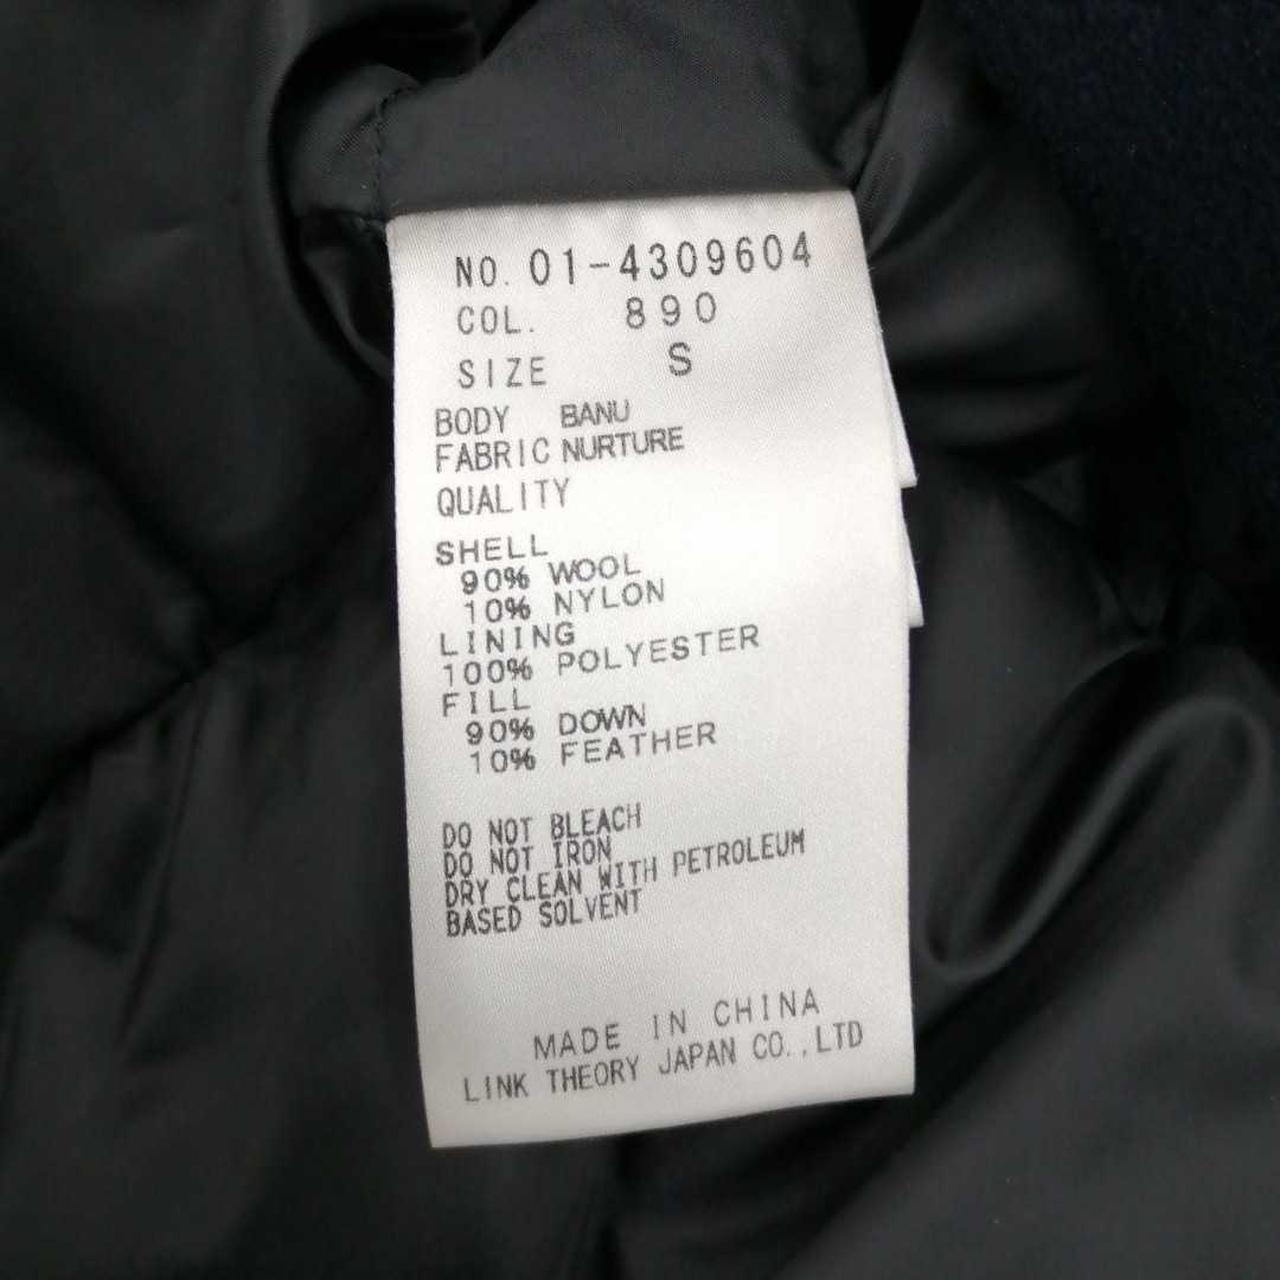 NO. 01-4309604
COL. 890
SIZE S
BODY BANU
FABRIC NURTURE
QUALITY
SHELL
90% WOOL
10% NYLON
LINING
100% POLYESTER
FILL
90% DOWN
10% FEATHER
DO NOT BLEACH
DO NOT IRON
DRY CLEAN WITH PETROLEUM
BASED SOLVENT
MADE IN CHINA
LINK THEORY JAPAN CO.,LTD